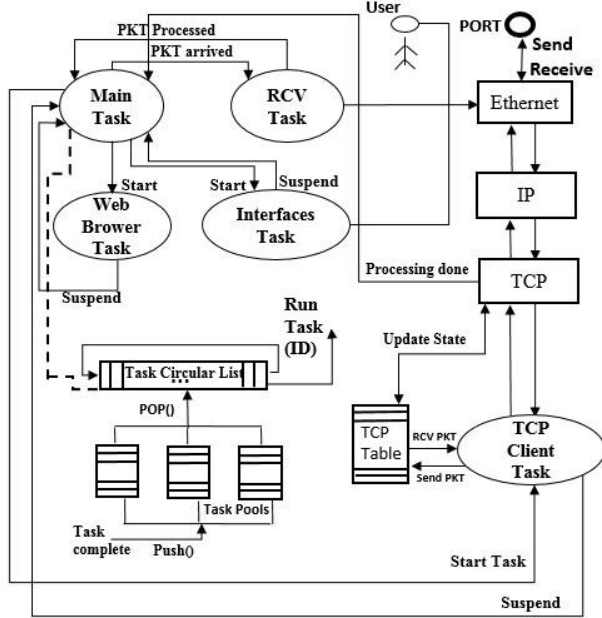 User
PKT Processed
PORT
Send
PKT arrived
Receive
Main
Task
RCV
Task
Ethernet
Start
Start
Suspend
IP
Web
Brower
Task
Interfaces
Task
Processing done
TCP
Suspend
Run
Task
(ID)
Update State
Task Circular List
...
POP()
TCP
Table
RCV PKT
Send PKT
TCP
Client
Task
Task Pools
Task
complete
Push()
Start Task
Suspend